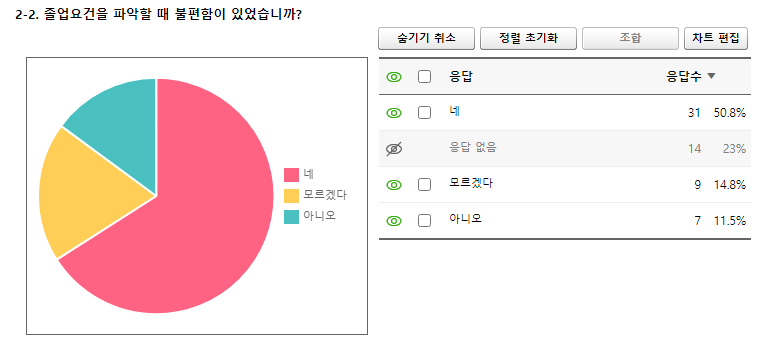 2-2. 졸업요건을 파악할 때 불편함이 있었습니까?
숨기기 취소 정렬 초기화 조합 차트 편집
응답 응답수 ▼
네 31 50.8%
응답 없음 14 23%
모르겠다 9 14.8%
아니오 7 11.5%
네
모르겠다
아니오